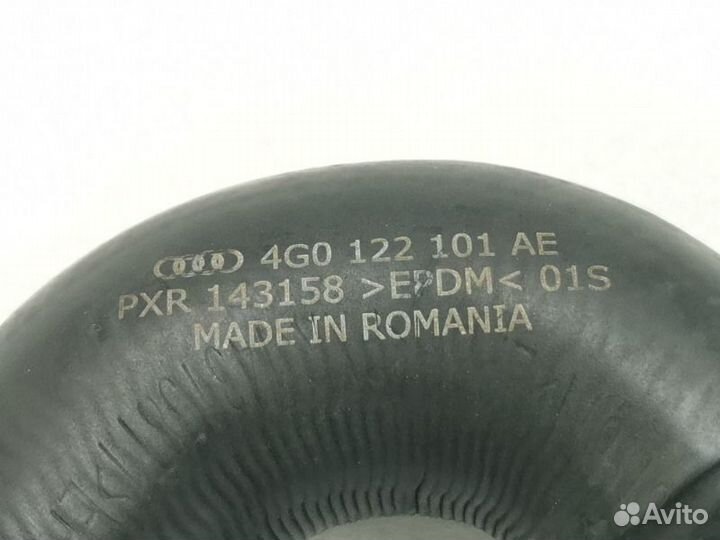 4G0 122 101 AE
PXR 143158 >EPDM< 01S
MADE IN ROMANIA
Avito